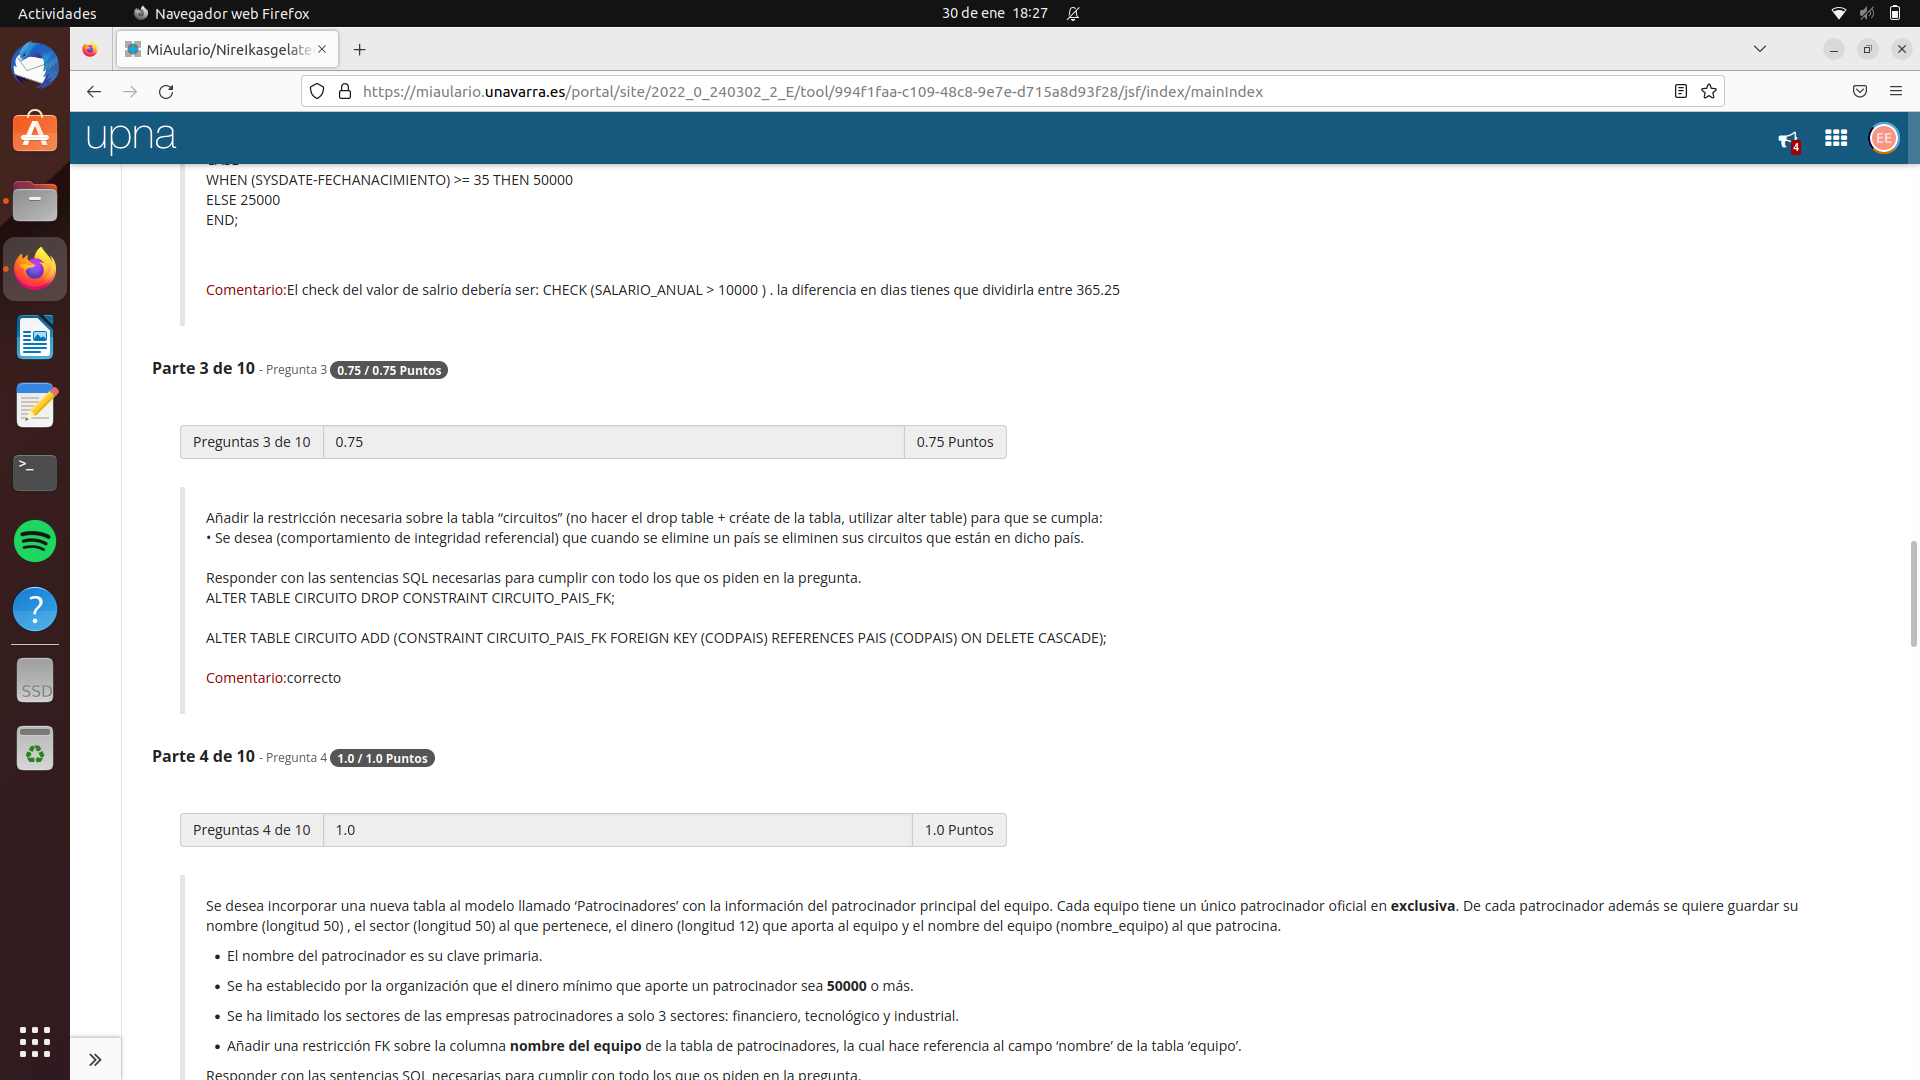 Actividades
Navegador web Firefox
30 de ene 18:27
MiAulario/NireIkasgelate
https://miaulario.unavarra.es/portal/site/2022_0_240302_2_E/tool/994f1faa-c109-48c8-9e7e-d715a8d93f28/jsf/index/mainIndex
upna
4
EE
WHEN (SYSDATE-FECHANACIMIENTO) >= 35 THEN 50000
ELSE 25000
END;
Comentario:El check del valor de salrio debería ser: CHECK (SALARIO_ANUAL > 10000 ) . la diferencia en dias tienes que dividirla entre 365.25
Parte 3 de 10 - Pregunta 3 0.75 / 0.75 Puntos
Preguntas 3 de 10 0.75 0.75 Puntos
Añadir la restricción necesaria sobre la tabla “circuitos” (no hacer el drop table + créate de la tabla, utilizar alter table) para que se cumpla:
• Se desea (comportamiento de integridad referencial) que cuando se elimine un país se eliminen sus circuitos que están en dicho país.
Responder con las sentencias SQL necesarias para cumplir con todo los que os piden en la pregunta.
ALTER TABLE CIRCUITO DROP CONSTRAINT CIRCUITO_PAIS_FK;
ALTER TABLE CIRCUITO ADD (CONSTRAINT CIRCUITO_PAIS_FK FOREIGN KEY (CODPAIS) REFERENCES PAIS (CODPAIS) ON DELETE CASCADE);
Comentario:correcto
Parte 4 de 10 - Pregunta 4 1.0 / 1.0 Puntos
Preguntas 4 de 10 1.0 1.0 Puntos
Se desea incorporar una nueva tabla al modelo llamado ‘Patrocinadores’ con la información del patrocinador principal del equipo. Cada equipo tiene un único patrocinador oficial en exclusiva. De cada patrocinador además se quiere guardar su
nombre (longitud 50) , el sector (longitud 50) al que pertenece, el dinero (longitud 12) que aporta al equipo y el nombre del equipo (nombre_equipo) al que patrocina.
• El nombre del patrocinador es su clave primaria.
• Se ha establecido por la organización que el dinero mínimo que aporte un patrocinador sea 50000 o más.
• Se ha limitado los sectores de las empresas patrocinadores a solo 3 sectores: financiero, tecnológico y industrial.
• Añadir una restricción FK sobre la columna nombre del equipo de la tabla de patrocinadores, la cual hace referencia al campo ‘nombre’ de la tabla ‘equipo’.
Responder con las sentencias SQL necesarias para cumplir con todo los que os piden en la pregunta.
SSD